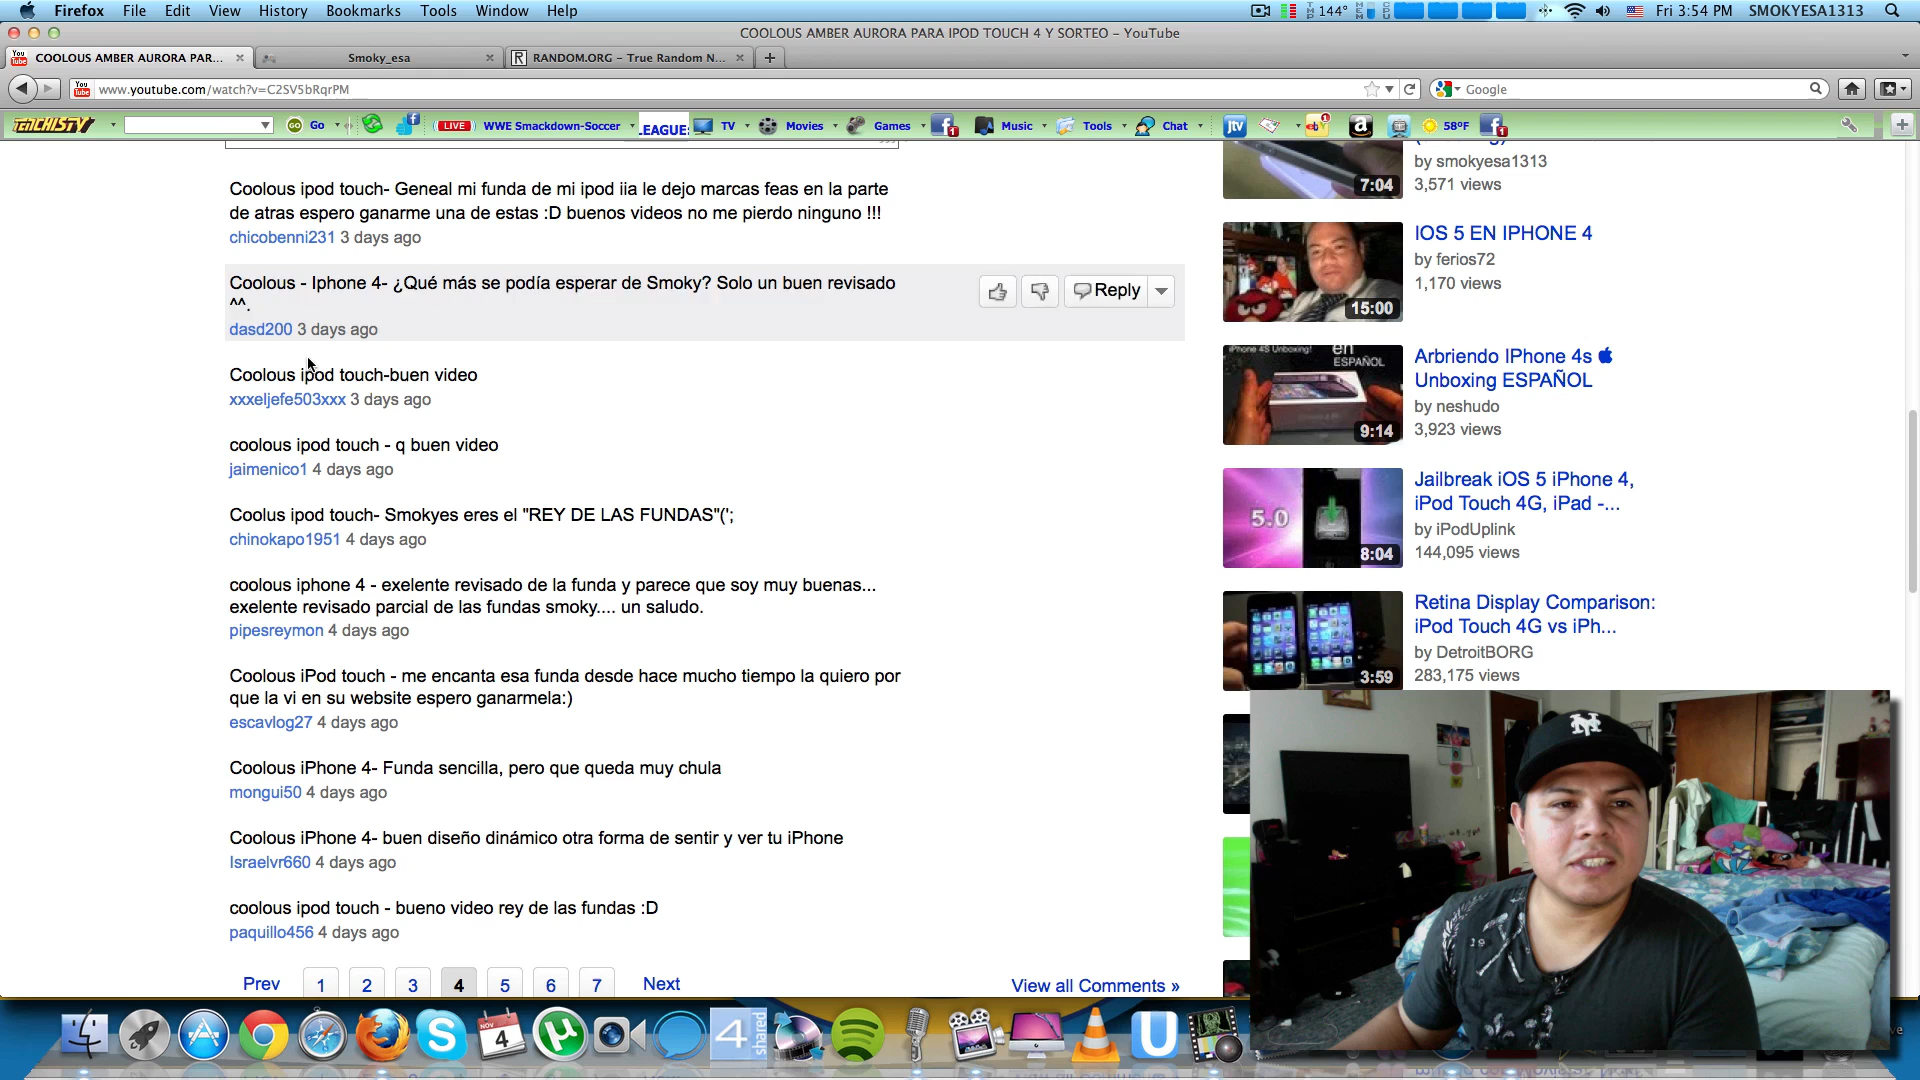 Firefox File Edit View History Bookmarks Tools Window Help 144° Fri 3:54 PM SMOKYESA1313
COOLOUS AMBER AURORA PARA IPOD TOUCH 4 Y SORTEO - YouTube
COOLOUS AMBER AURORA PAR... Smoky_esa RANDOM.ORG - True Random N...
www.youtube.com/watch?v=C2SV5bRqrPM Google
Go LIVE WWE Smackdown-Soccer LEAGUE TV Movies Games Music Tools Chat jtv 58°F
Coolous ipod touch- Geneal mi funda de mi ipod iia le dejo marcas feas en la parte
de atras espero ganarme una de estas :D buenos videos no me pierdo ninguno !!!
chicobenni231 3 days ago
Coolous - Iphone 4- ¿Qué más se podía esperar de Smoky? Solo un buen revisado
^^.
dasd200 3 days ago
Reply
Coolous ipod touch-buen video
xxxeljefe503xxx 3 days ago
coolous ipod touch - q buen video
jaimenico1 4 days ago
Coolus ipod touch- Smokyes eres el "REY DE LAS FUNDAS"(';
chinokapo1951 4 days ago
coolous iphone 4 - exelente revisado de la funda y parece que soy muy buenas...
exelente revisado parcial de las fundas smoky.... un saludo.
pipesreymon 4 days ago
Coolous iPod touch - me encanta esa funda desde hace mucho tiempo la quiero por
que la vi en su website espero ganarmela:)
escavlog27 4 days ago
Coolous iPhone 4- Funda sencilla, pero que queda muy chula
mongui50 4 days ago
Coolous iPhone 4- buen diseño dinámico otra forma de sentir y ver tu iPhone
Israelvr660 4 days ago
coolous ipod touch - bueno video rey de las fundas :D
paquillo456 4 days ago
Prev 1 2 3 4 5 6 7 Next
View all Comments »
7:04
by smokyesa1313
3,571 views
15:00
IOS 5 EN IPHONE 4
by ferios72
1,170 views
iPhone 4S Unboxing! en
ESPAÑOL
9:14
Arbriendo IPhone 4s
Unboxing ESPAÑOL
by neshudo
3,923 views
5.0
8:04
Jailbreak iOS 5 iPhone 4,
iPod Touch 4G, iPad -...
by iPodUplink
144,095 views
3:59
Retina Display Comparison:
iPod Touch 4G vs iPh...
by DetroitBORG
283,175 views
NOV
4
4 shared